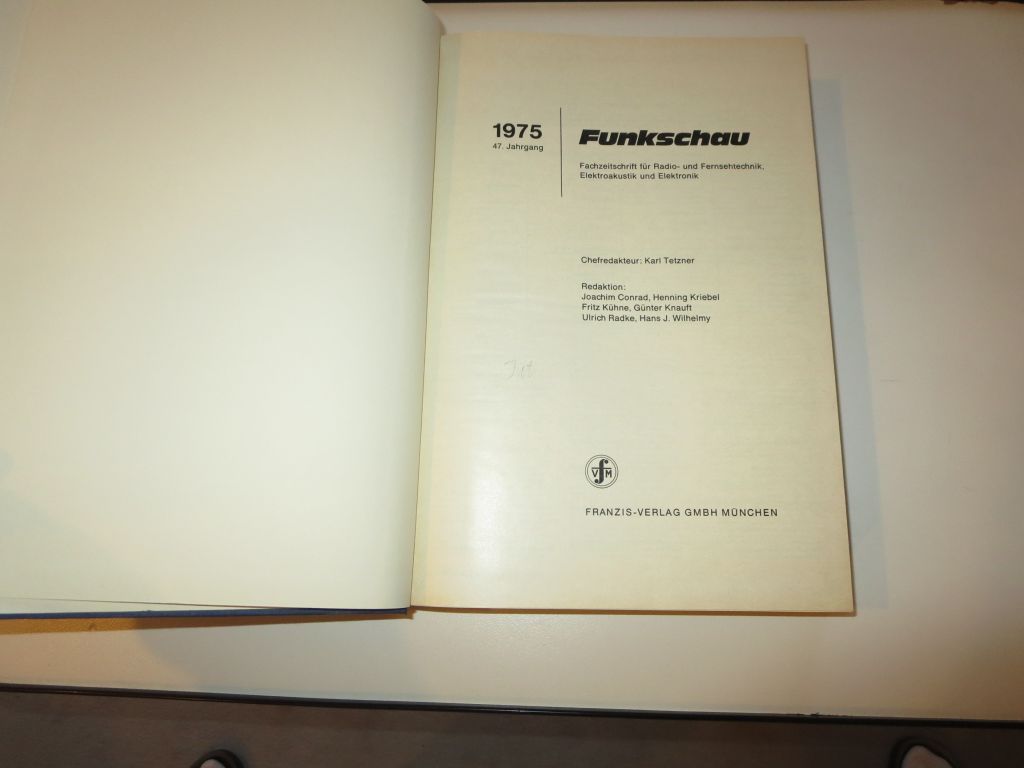 1975
47. Jahrgang
Funkschau
Fachzeitschrift für Radio- und Fernsehtechnik,
Elektroakustik und Elektronik
Chefredakteur: Karl Tetzner
Redaktion:
Joachim Conrad, Henning Kriebel
Fritz Kühne, Günter Knauft
Ulrich Radke, Hans J. Wilhelmy
VfM
FRANZIS-VERLAG GMBH MÜNCHEN